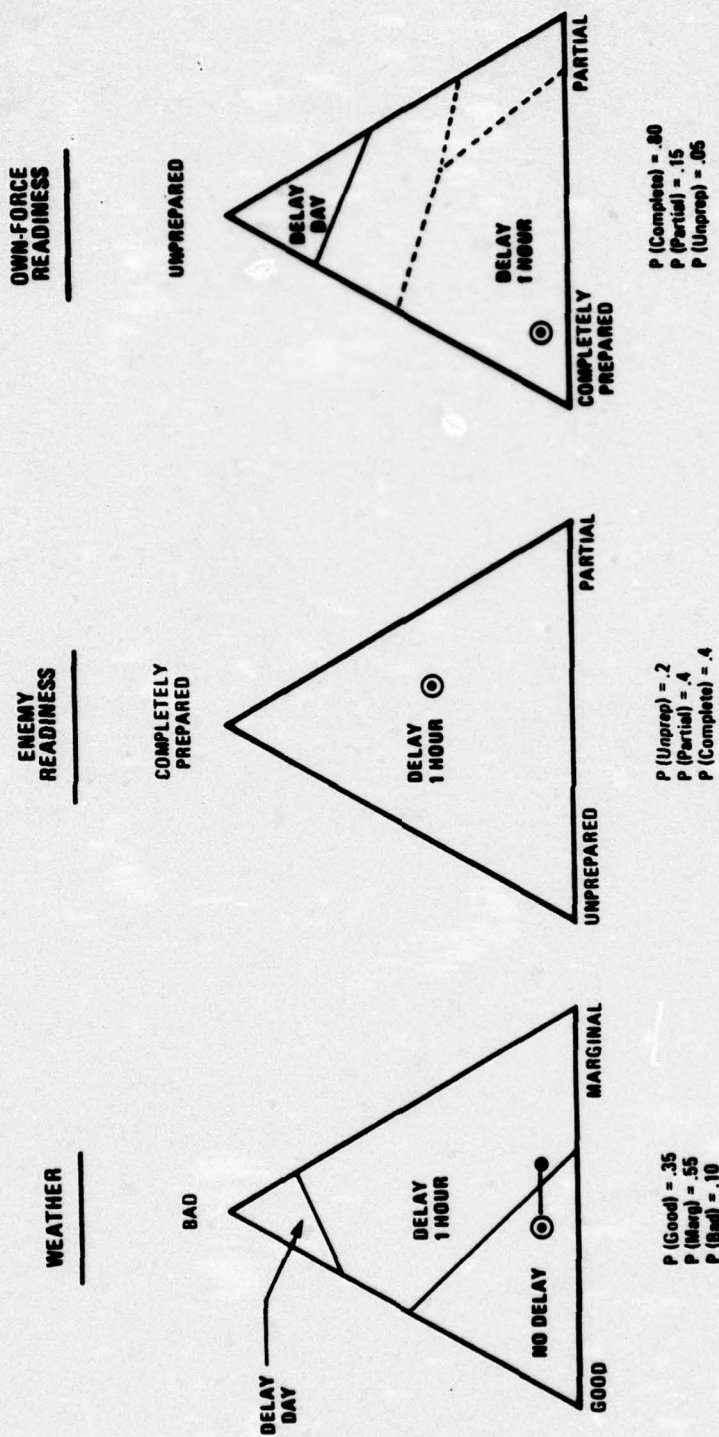 WEATHER
BAD
DELAY
DAY
DELAY
1 HOUR
NO DELAY
GOOD
MARGINAL
P (Good) = .35
P (Marg) = .55
P (Bad) = .10
ENEMY
READINESS
COMPLETELY
PREPARED
DELAY
1 HOUR
UNPREPARED
PARTIAL
P (Unprep) = .2
P (Partial) = .4
P (Complete) = .4
OWN-FORCE
READINESS
UNPREPARED
DELAY
DAY
DELAY
1 HOUR
COMPLETELY
PREPARED
PARTIAL
P (Complete) = .80
P (Partial) = .15
P (Unprep) = .05